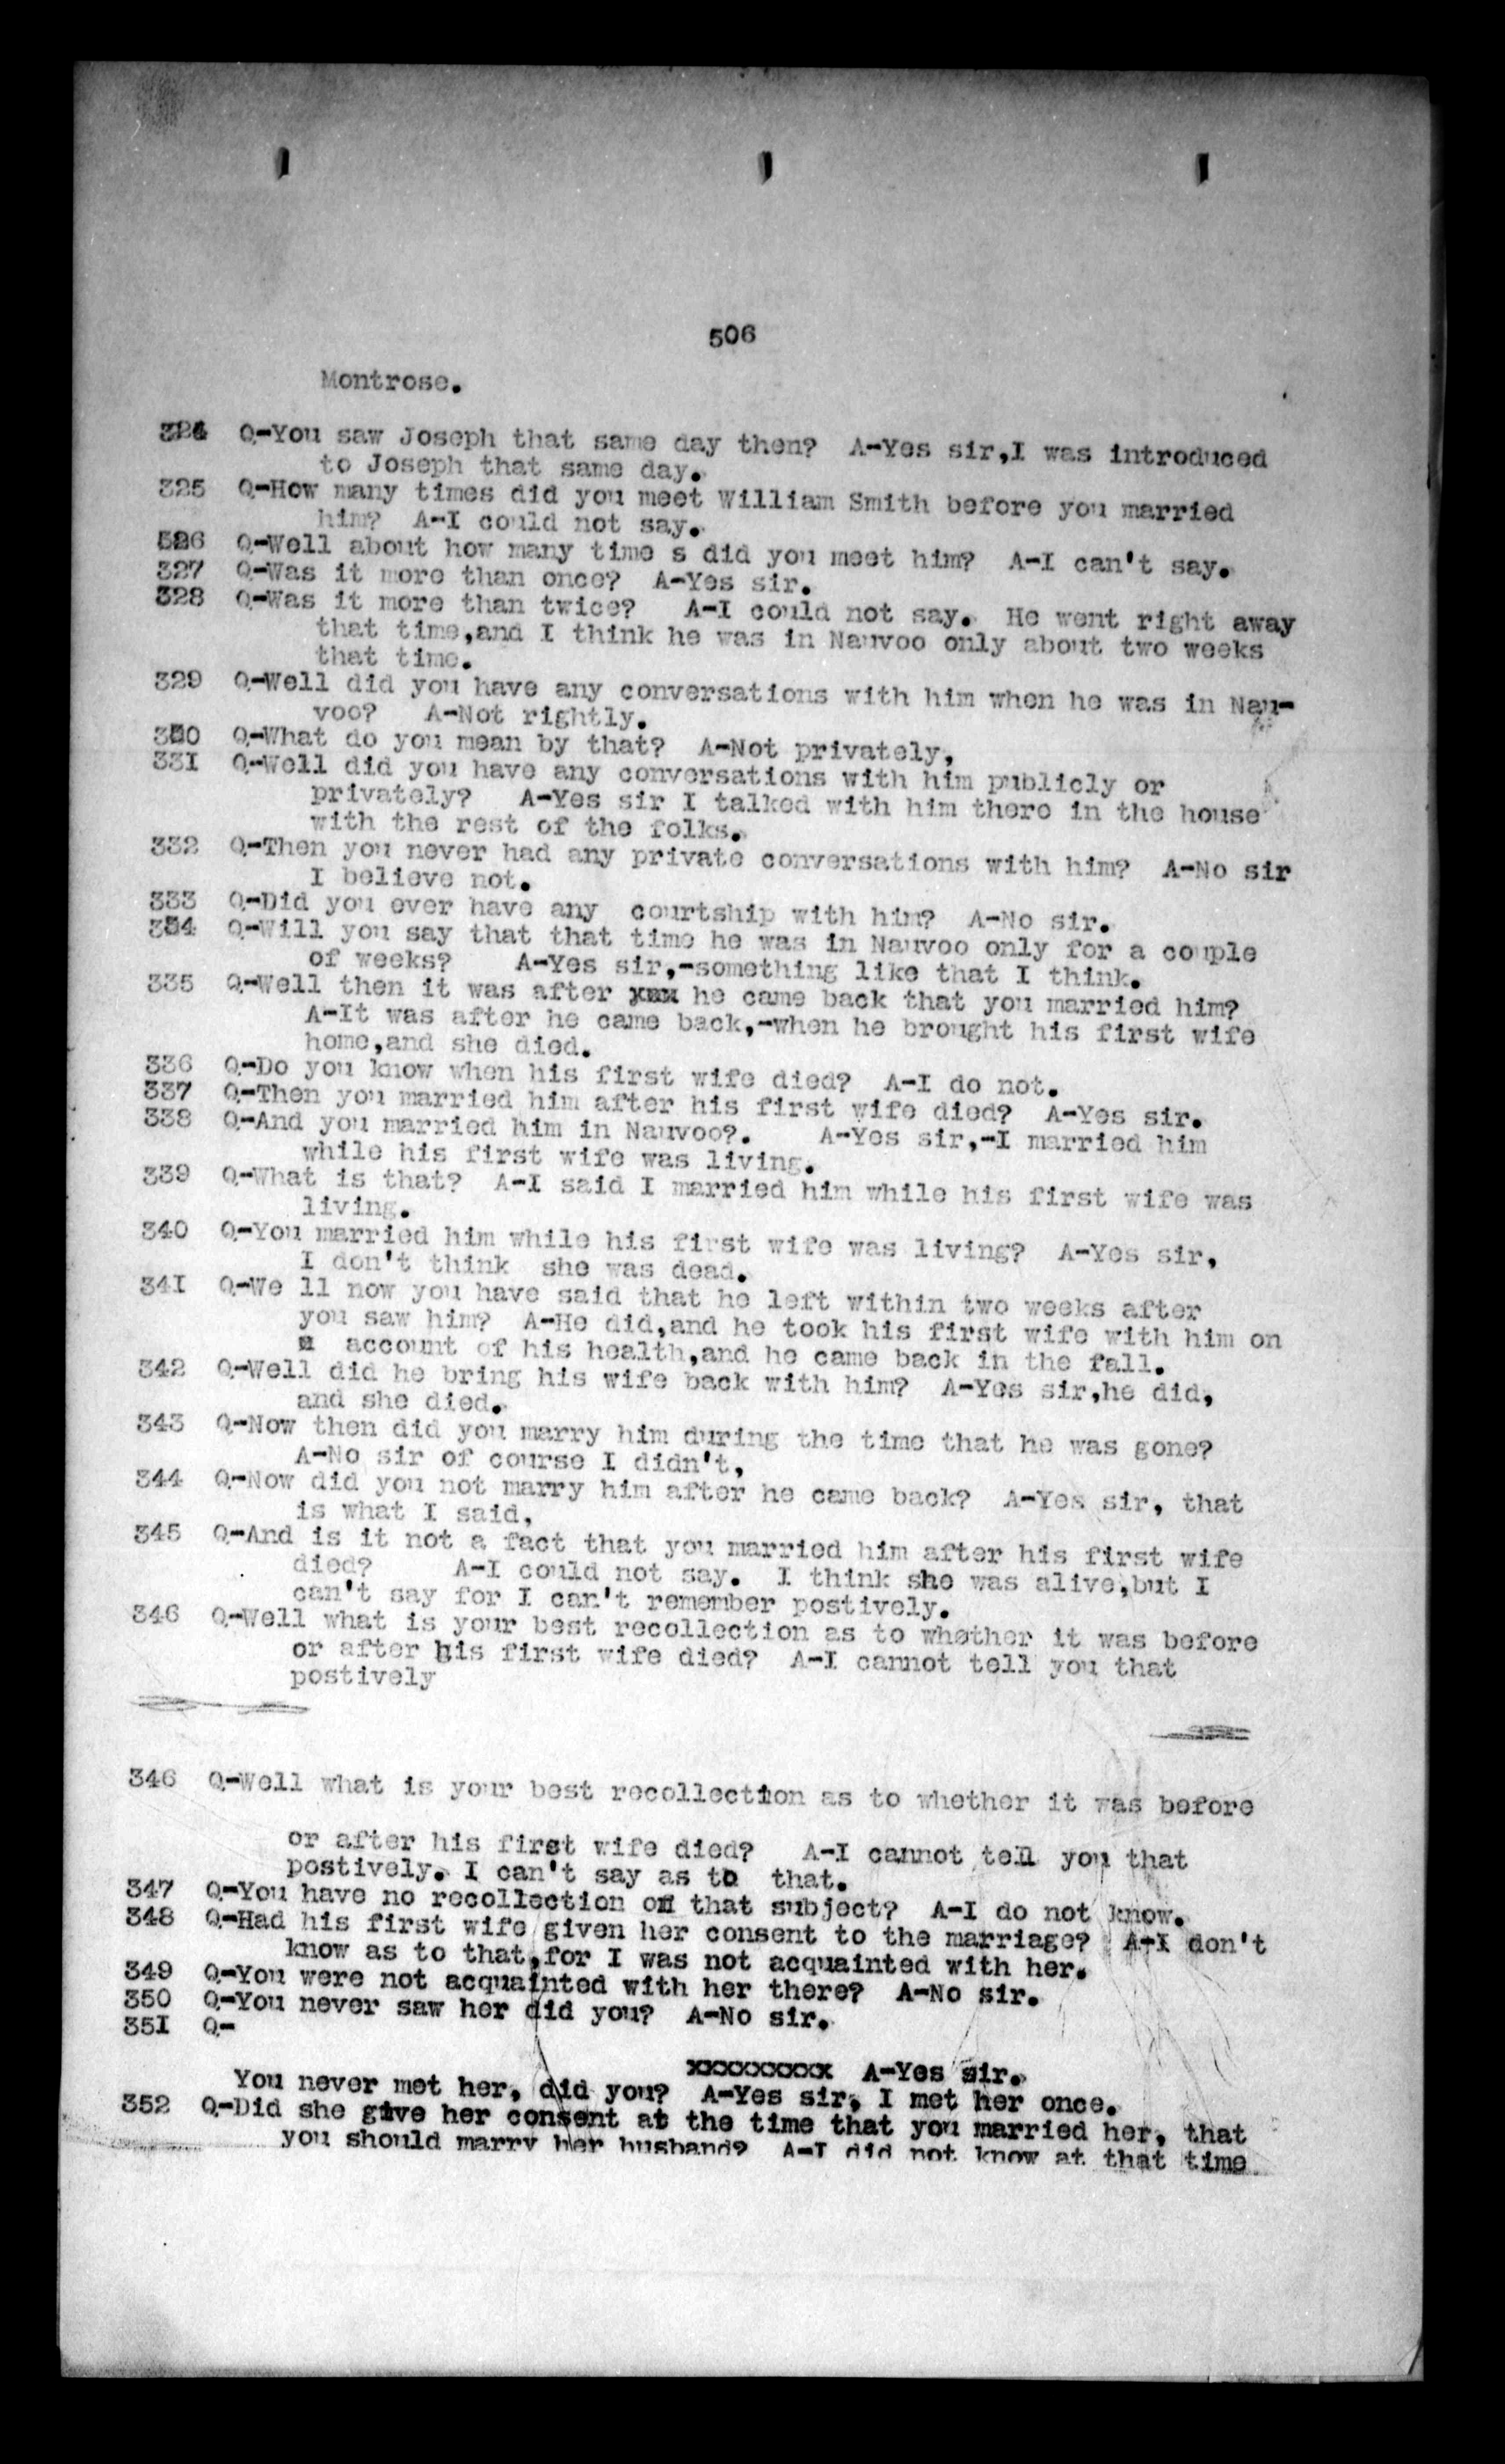 506
Montrose.
324 Q-You saw Joseph that same day then? A-Yes sir,I was introduced
to Joseph that same day.
325 Q-How many times did you meet William Smith before you married
him? A-I could not say.
326 Q-Well about how many time s did you meet him? A-I can't say.
327 Q-Was it more than once? A-Yes sir.
328 Q-Was it more than twice? A-I could not say. He went right away
that time,and I think he was in Nauvoo only about two weeks
that time.
329 Q-Well did you have any conversations with him when he was in Nau-
voo? A-Not rightly.
330 Q-What do you mean by that? A-Not privately,
331 Q-Well did you have any conversations with him publicly or
privately? A-Yes sir I talked with him there in the house
with the rest of the folks.
332 Q-Then you never had any private conversations with him? A-No sir
I believe not.
333 Q-Did you ever have any courtship with him? A-No sir.
334 Q-Will you say that that time he was in Nauvoo only for a couple
of weeks? A-Yes sir,-something like that I think.
335 Q-Well then it was after xxx he came back that you married him?
A-It was after he came back,-when he brought his first wife
home,and she died.
336 Q-Do you know when his first wife died? A-I do not.
337 Q-Then you married him after his first wife died? A-Yes sir.
338 Q-And you married him in Nauvoo?. A-Yes sir,-I married him
while his first wife was living.
339 Q-What is that? A-I said I married him while his first wife was
living.
340 Q-You married him while his first wife was living? A-Yes sir,
I don't think she was dead.
341 Q-We ll now you have said that he left within two weeks after
you saw him? A-He did,and he took his first wife with him on
account of his health,and he came back in the fall.
342 Q-Well did he bring his wife back with him? A-Yes sir,he did,
and she died.
343 Q-Now then did you marry him during the time that he was gone?
A-No sir of course I didn't,
344 Q-Now did you not marry him after he came back? A-Yes sir, that
is what I said,
345 Q-And is it not a fact that you married him after his first wife
died? A-I could not say. I think she was alive,but I
can't say for I can't remember postively.
346 Q-Well what is your best recollection as to whether it was before
or after his first wife died? A-I cannot tell you that
postively
346 Q-Well what is your best recollection as to whether it was before
or after his first wife died? A-I cannot tell you that
postively. I can't say as to that.
347 Q-You have no recollection on that subject? A-I do not know.
348 Q-Had his first wife given her consent to the marriage? A-I don't
know as to that,for I was not acquainted with her.
349 Q-You were not acquainted with her there? A-No sir.
350 Q-You never saw her did you? A-No sir.
351 Q-
xxxxxxxxx A-Yes sir.
You never met her, did you? A-Yes sir, I met her once.
352 Q-Did she give her consent at the time that you married her, that
you should marry her husband? A-I did not know at that time